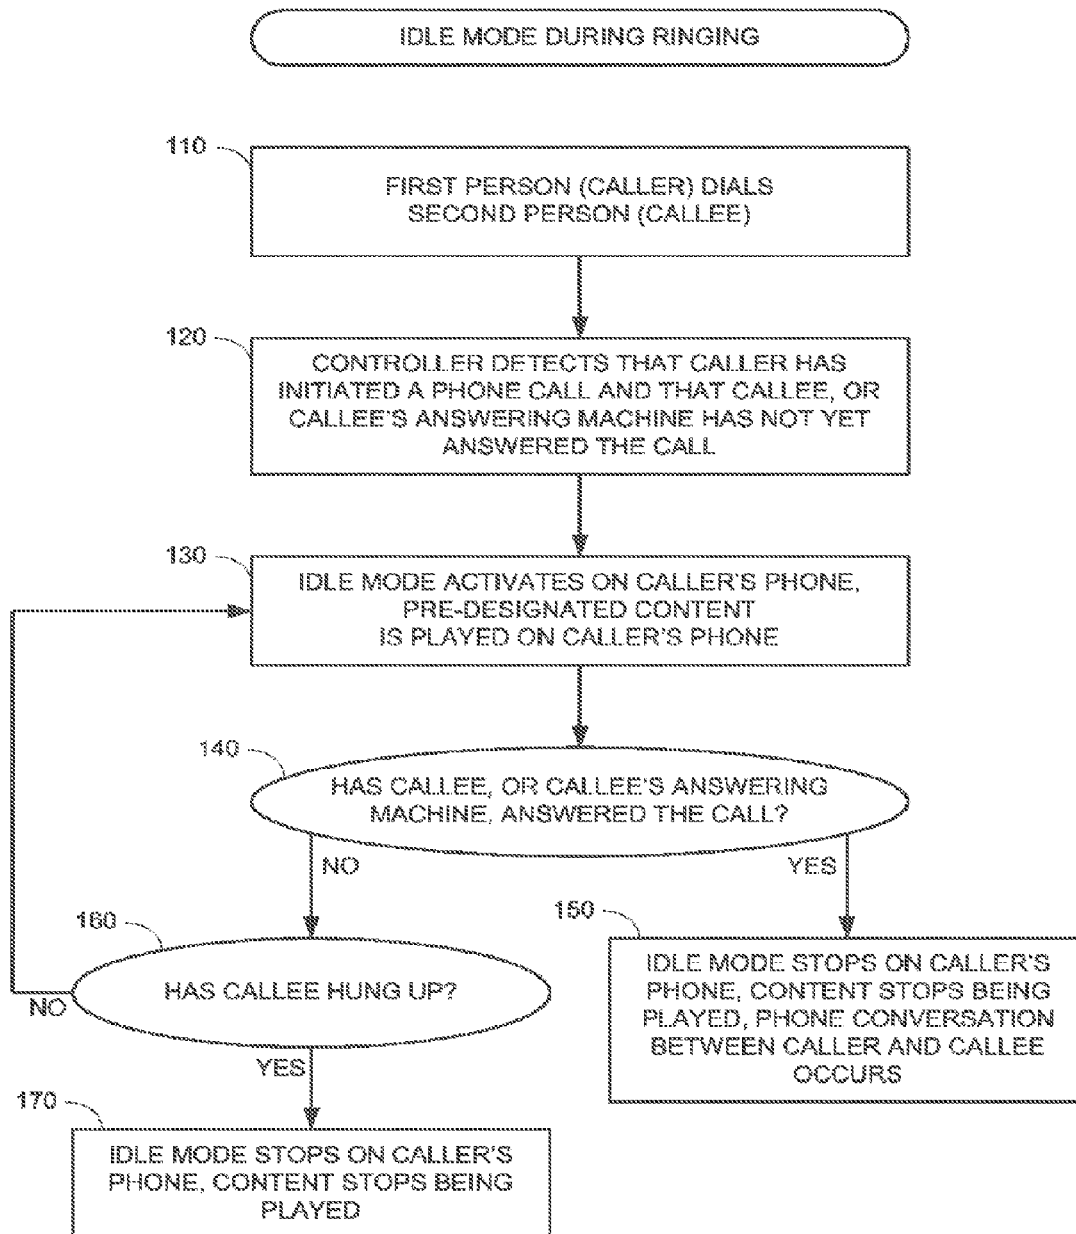 IDLE MODE DURING RINGING
110
FIRST PERSON (CALLER) DIALS
SECOND PERSON (CALLEE)
120
CONTROLLER DETECTS THAT CALLER HAS
INITIATED A PHONE CALL AND THAT CALLEE, OR
CALLEE'S ANSWERING MACHINE HAS NOT YET
ANSWERED THE CALL
130
IDLE MODE ACTIVATES ON CALLER'S PHONE,
PRE-DESIGNATED CONTENT
IS PLAYED ON CALLER'S PHONE
140
HAS CALLEE, OR CALLEE'S ANSWERING
MACHINE, ANSWERED THE CALL?
NO
YES
160
HAS CALLEE HUNG UP?
NO
YES
150
IDLE MODE STOPS ON CALLER'S
PHONE, CONTENT STOPS BEING
PLAYED, PHONE CONVERSATION
BETWEEN CALLER AND CALLEE
OCCURS
170
IDLE MODE STOPS ON CALLER'S
PHONE, CONTENT STOPS BEING
PLAYED